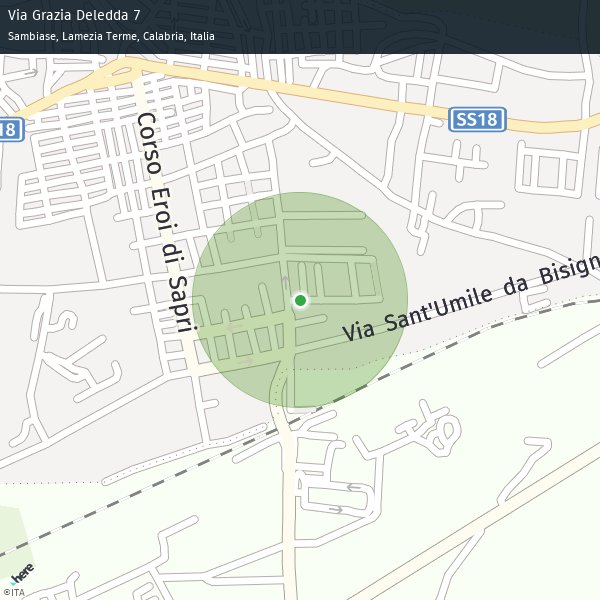 Via Grazia Deledda 7
Sambiase, Lamezia Terme, Calabria, Italia
SS18
18
Corso Eroi di Sapri
Via Sant'Umile da Bisign
here
©ITA